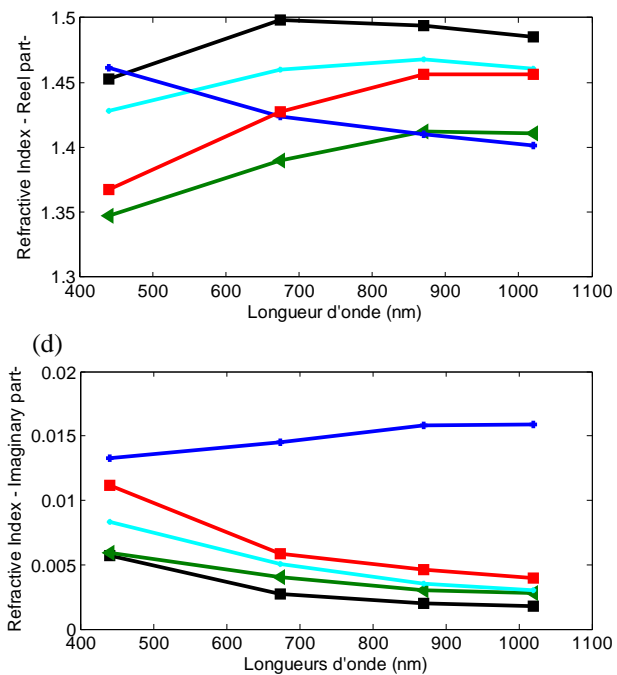 Refractive Index - Reel part-
1.5
1.45
1.4
1.35
1.3
400 500 600 700 800 900 1000 1100
Longueur d'onde (nm)
(d)
Refractive Index - Imaginary part-
0.02
0.015
0.01
0.005
0
400 500 600 700 800 900 1000 1100
Longueurs d'onde (nm)